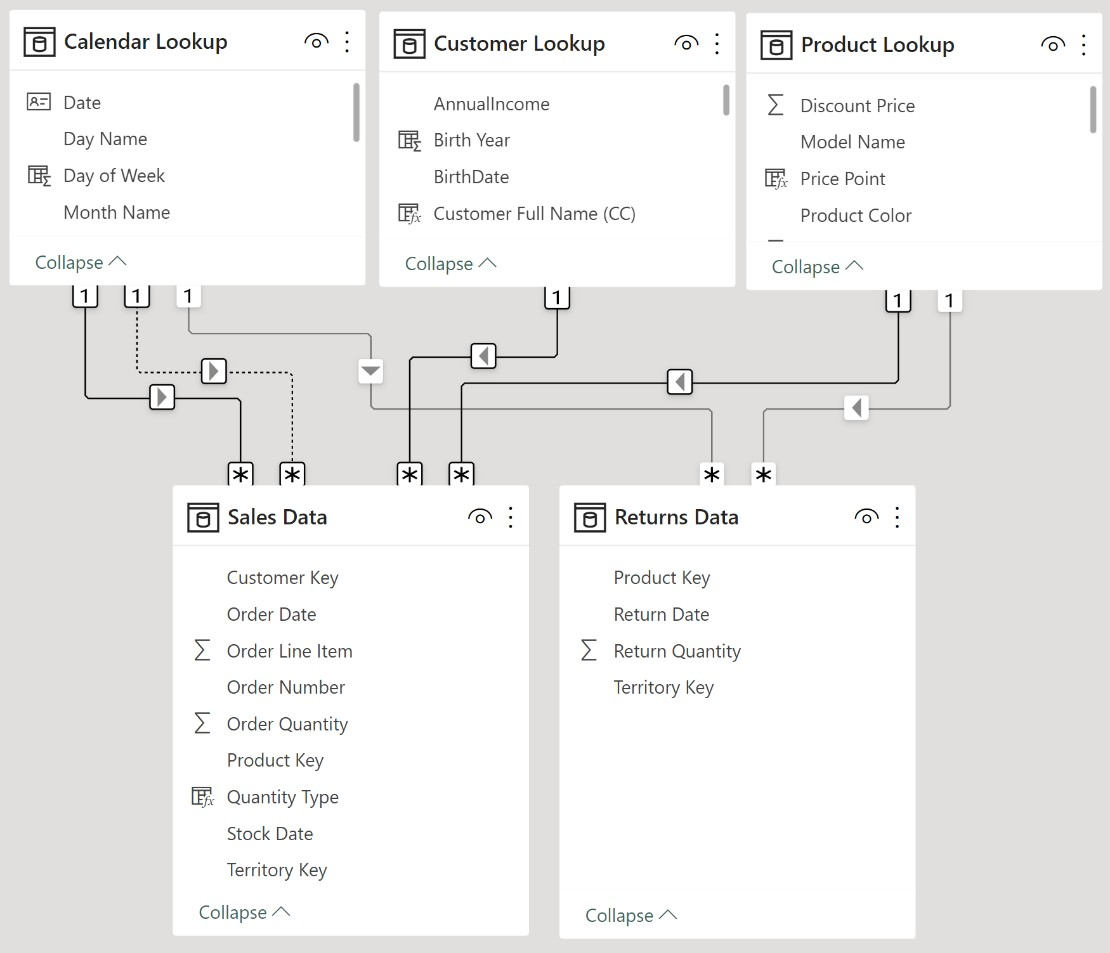 Calendar Lookup
Date
Day Name
Day of Week
Month Name
Collapse
Customer Lookup
AnnualIncome
Birth Year
BirthDate
Customer Full Name (CC)
Collapse
Product Lookup
Discount Price
Model Name
Price Point
Product Color
Collapse
1 1 1 1 1 1
* * * * * *
Sales Data
Customer Key
Order Date
Order Line Item
Order Number
Order Quantity
Product Key
Quantity Type
Stock Date
Territory Key
Collapse
Returns Data
Product Key
Return Date
Return Quantity
Territory Key
Collapse